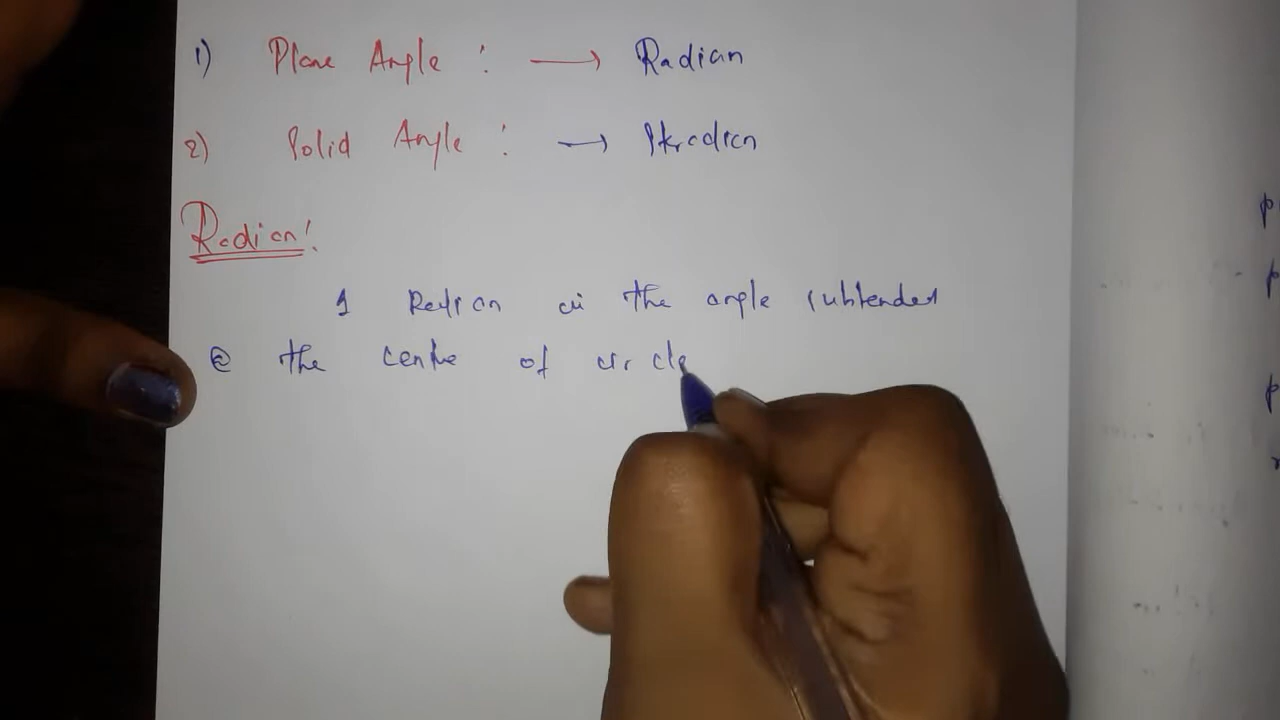 1) Plane Angle : → Radian
2) Solid Angle : → Steradian
Radian :
1 Radian is the angle subtended
@ the centre of circle